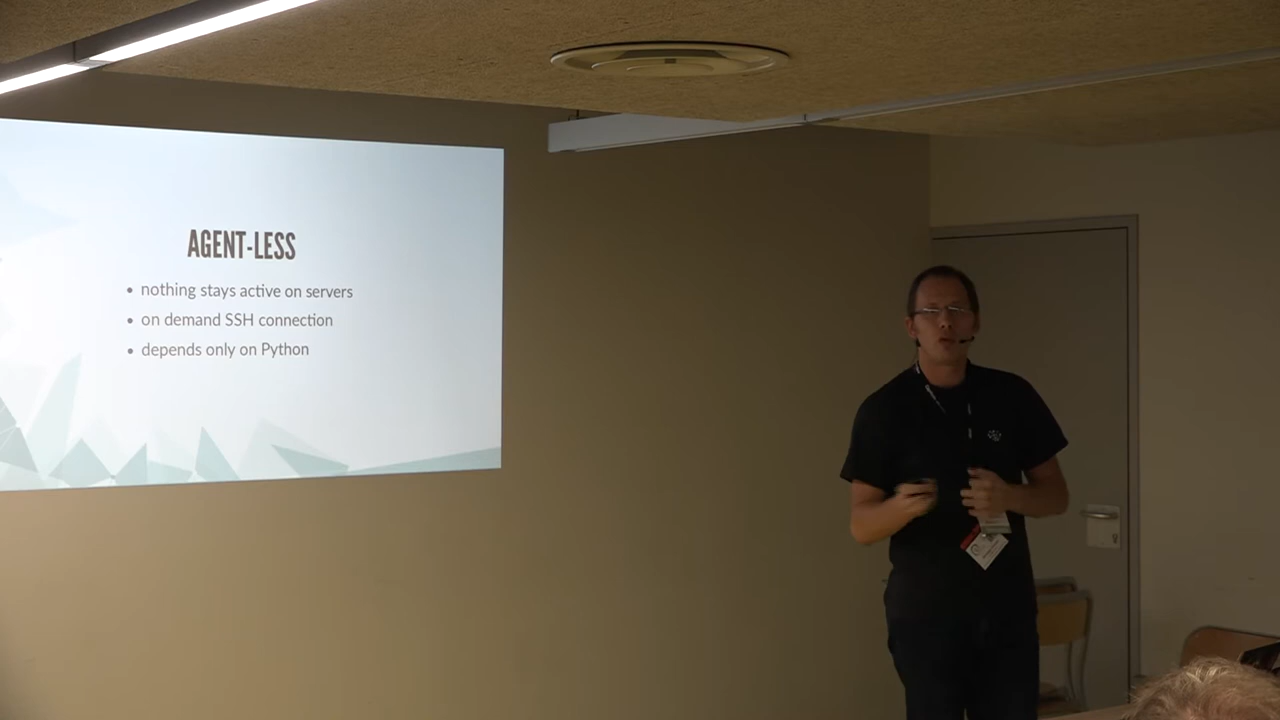 AGENT-LESS
• nothing stays active on servers
• on demand SSH connection
• depends only on Python